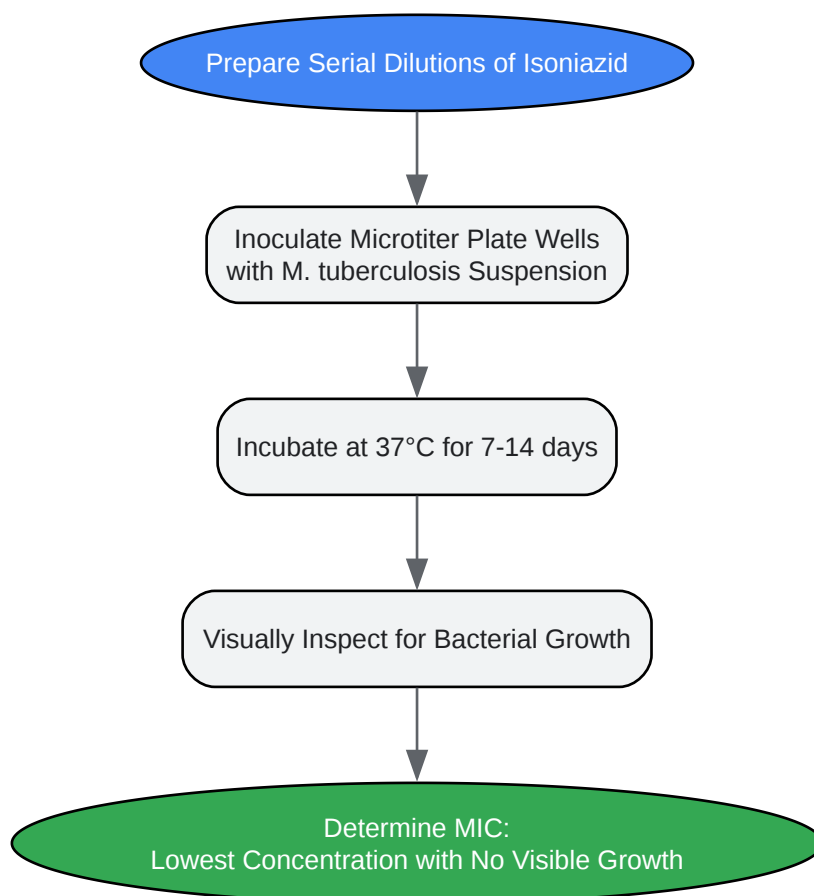 Prepare Serial Dilutions of Isoniazid
Inoculate Microtiter Plate Wells
with M. tuberculosis Suspension
Incubate at 37°C for 7-14 days
Visually Inspect for Bacterial Growth
Determine MIC:
Lowest Concentration with No Visible Growth